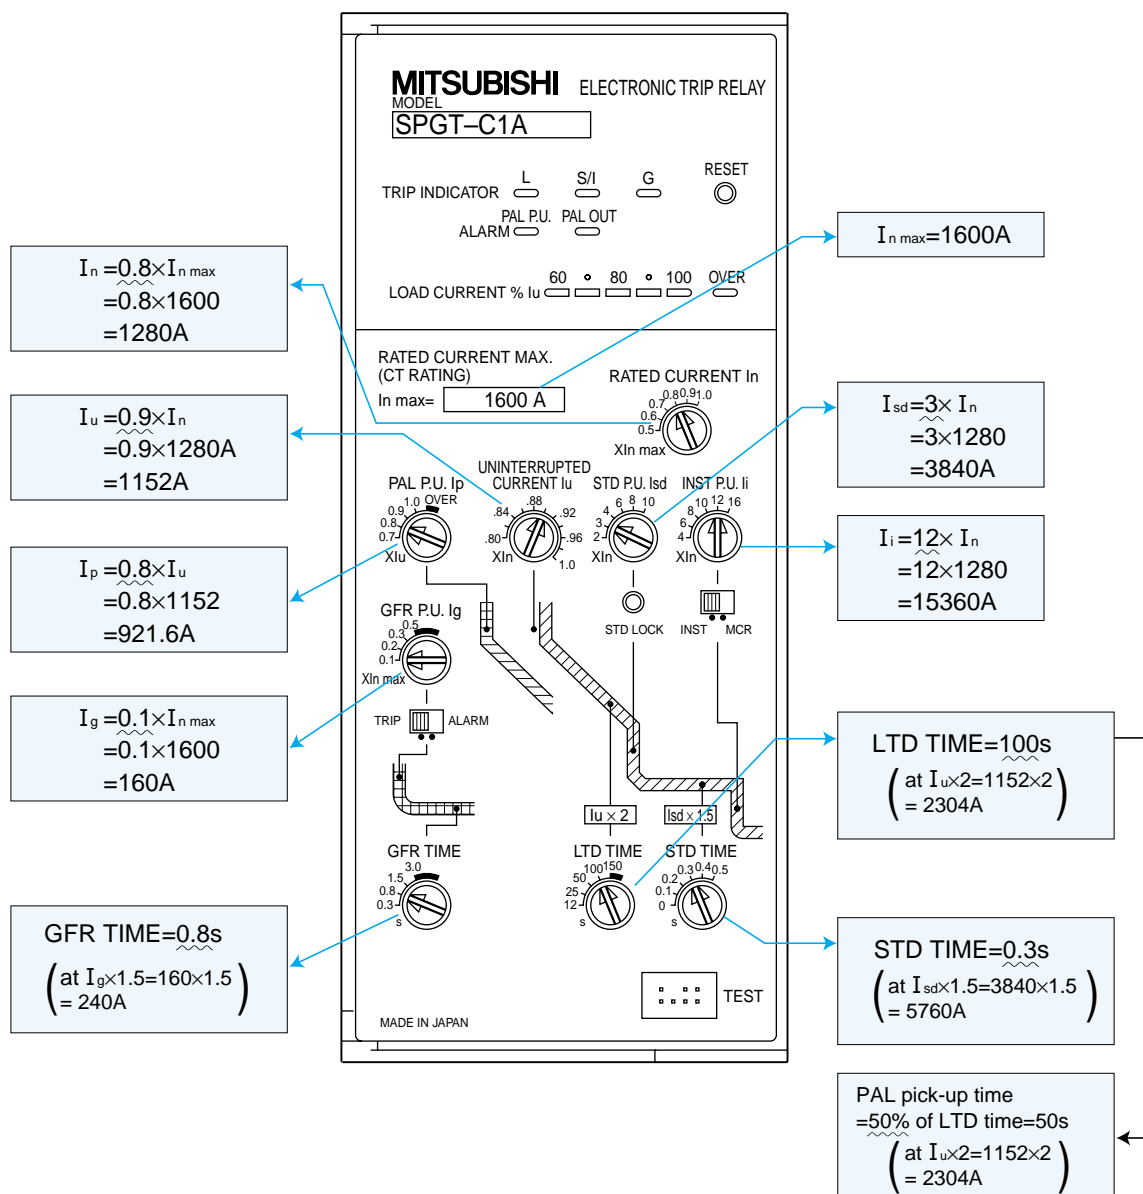 MITSUBISHI ELECTRONIC TRIP RELAY
MODEL
SPGT–C1A
RESET
L S/I G
TRIP INDICATOR
PAL P.U. PAL OUT
ALARM
60 80 100 OVER
LOAD CURRENT % Iu
RATED CURRENT MAX.
(CT RATING)
In max= 1600 A
RATED CURRENT In
0.5 0.6 0.7 0.8 0.9 1.0
XIn max
PAL P.U. Ip
0.7 0.8 0.9 1.0 OVER
XIu
UNINTERRUPTED
CURRENT Iu
.80 .84 .88 .92 .96 1.0
XIn
STD P.U. Isd
2 3 4 6 8 10
XIn
INST P.U. Ii
4 6 8 10 12 16
XIn
STD LOCK
INST MCR
GFR P.U. Ig
0.1 0.2 0.3 0.5
XIn max
TRIP ALARM
Iu × 2
Isd × 1.5
GFR TIME
0.3 0.8 1.5 3.0
s
LTD TIME
12 25 50 100 150
s
STD TIME
0 0.1 0.2 0.3 0.4 0.5
s
TEST
MADE IN JAPAN
In =0.8×In max
=0.8×1600
=1280A
Iu =0.9×In
=0.9×1280A
=1152A
Ip =0.8×Iu
=0.8×1152
=921.6A
Ig =0.1×In max
=0.1×1600
=160A
GFR TIME=0.8s
(at Ig×1.5=160×1.5
= 240A)
In max=1600A
Isd=3× In
=3×1280
=3840A
Ii=12× In
=12×1280
=15360A
LTD TIME=100s
(at Iu×2=1152×2
= 2304A)
STD TIME=0.3s
(at Isd×1.5=3840×1.5
= 5760A)
PAL pick-up time
=50% of LTD time=50s
(at Iu×2=1152×2
= 2304A)